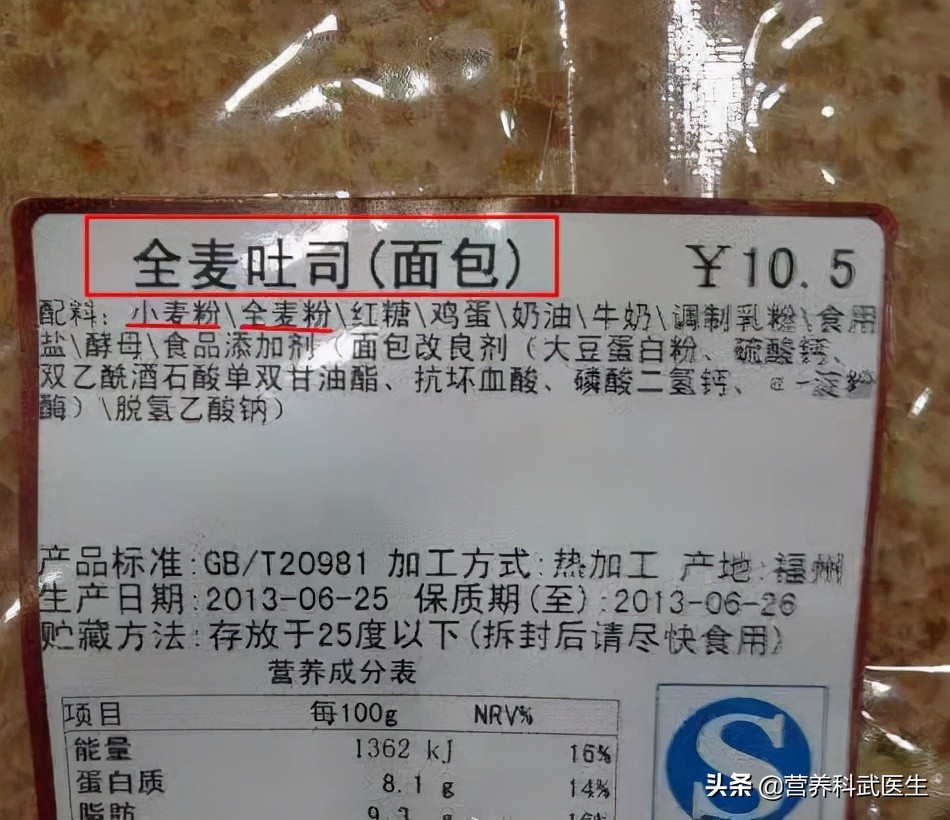 全麦吐司(面包) ¥10.5
配料: 小麦粉\全麦粉\红糖\鸡蛋\奶油\牛奶\调制乳粉\食用
盐\酵母\食品添加剂（面包改良剂（大豆蛋白粉、硫酸钙、
双乙酰酒石酸单双甘油酯、抗坏血酸、磷酸二氢钙、α-淀粉
酶）\脱氢乙酸钠）
产品标准:GB/T20981 加工方式:热加工 产地:福州
生产日期:2013-06-25 保质期(至):2013-06-26
贮藏方法:存放于25度以下(拆封后请尽快食用)
营养成分表
项目 每100g NRV%
能量 1362 kJ 16%
蛋白质 8.1 g 14%
脂肪 9.3 g
S
头条 @营养科武医生